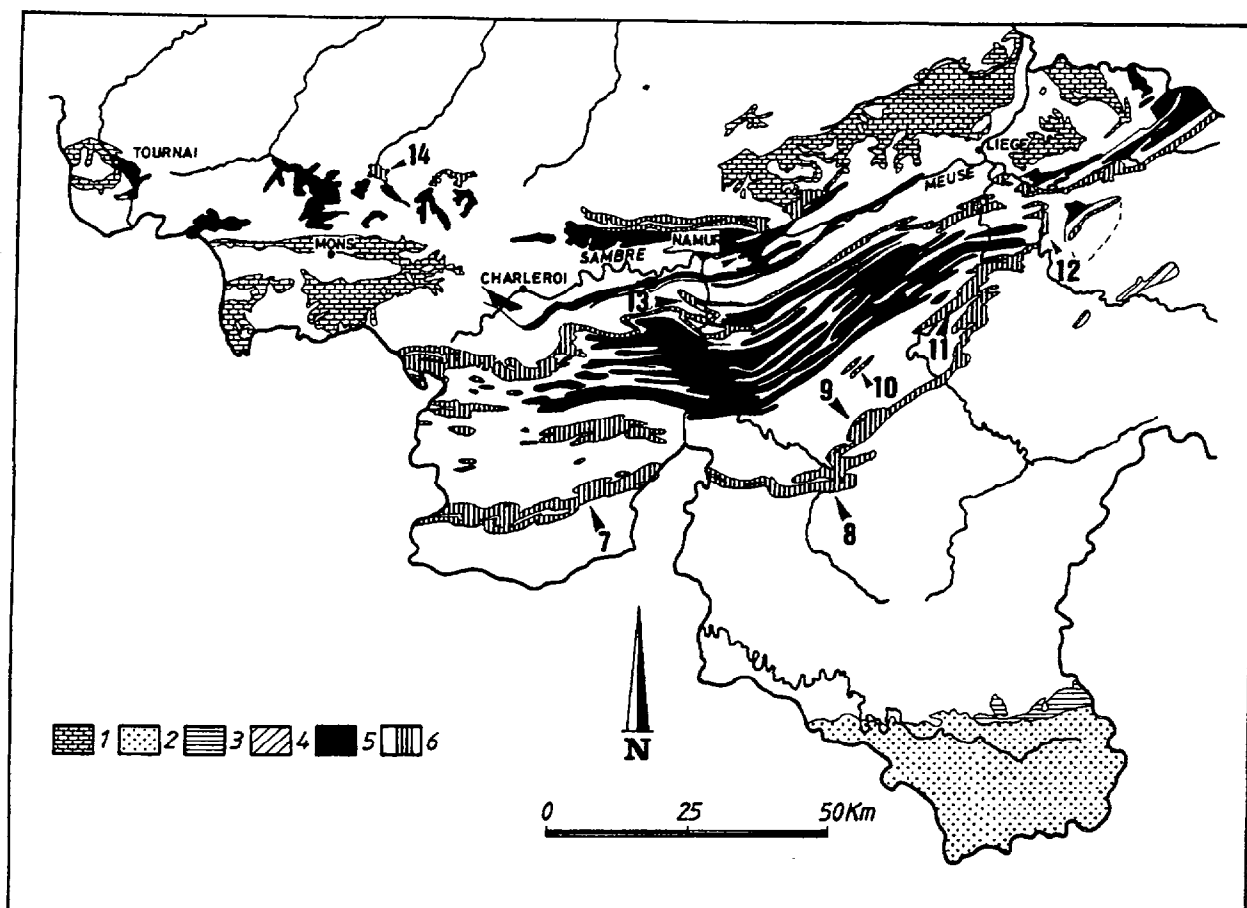 TOURNAI
14
LIEGE
MEUSE
MONS
NAMUR
SAMBRE
CHARLEROI
13
12
11
10
9
8
7
N
1 2 3 4 5 6
0 25 50Km